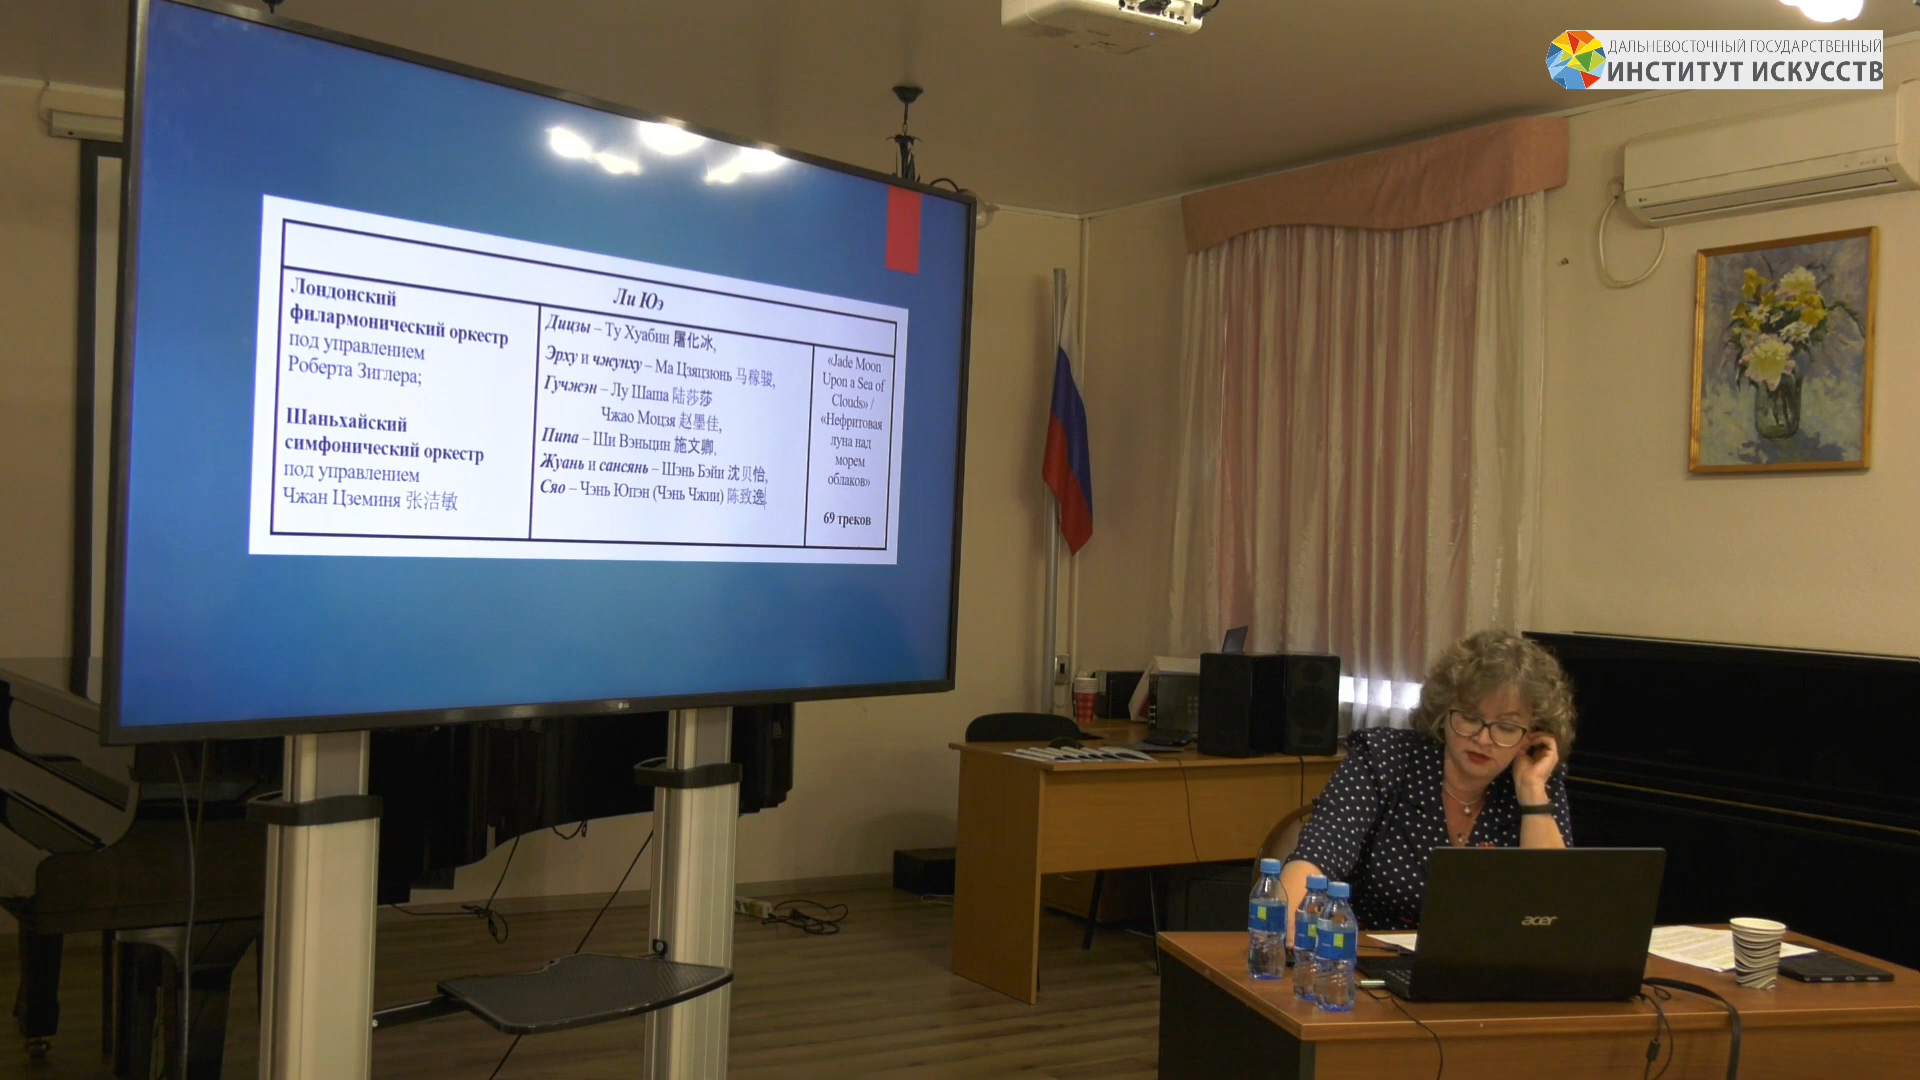 ДАЛЬНЕВОСТОЧНЫЙ ГОСУДАРСТВЕННЫЙ
ИНСТИТУТ ИСКУССТВ
Ли Юэ
Лондонский
филармонический оркестр
под управлением
Роберта Зиглера;
Шаньхайский
симфонический оркестр
под управлением
Чжан Цземиня 张洁敏
Дицзы – Ту Хуабин 屠化冰,
Эрху и чжунху – Ма Цзяцзюнь 马稼骏,
Гучжэн – Лу Шаша 陆莎莎
Чжао Моцзя 赵墨佳,
Пипа – Ши Вэньцин 施文卿,
Жуань и сансянь – Шэнь Бэйи 沈贝怡,
Сяо – Чэнь Юпэн (Чэнь Чжии) 陈致逸
«Jade Moon
Upon a Sea of
Clouds» /
«Нефритовая
луна над
морем
облаков»
69 треков
LG
acer